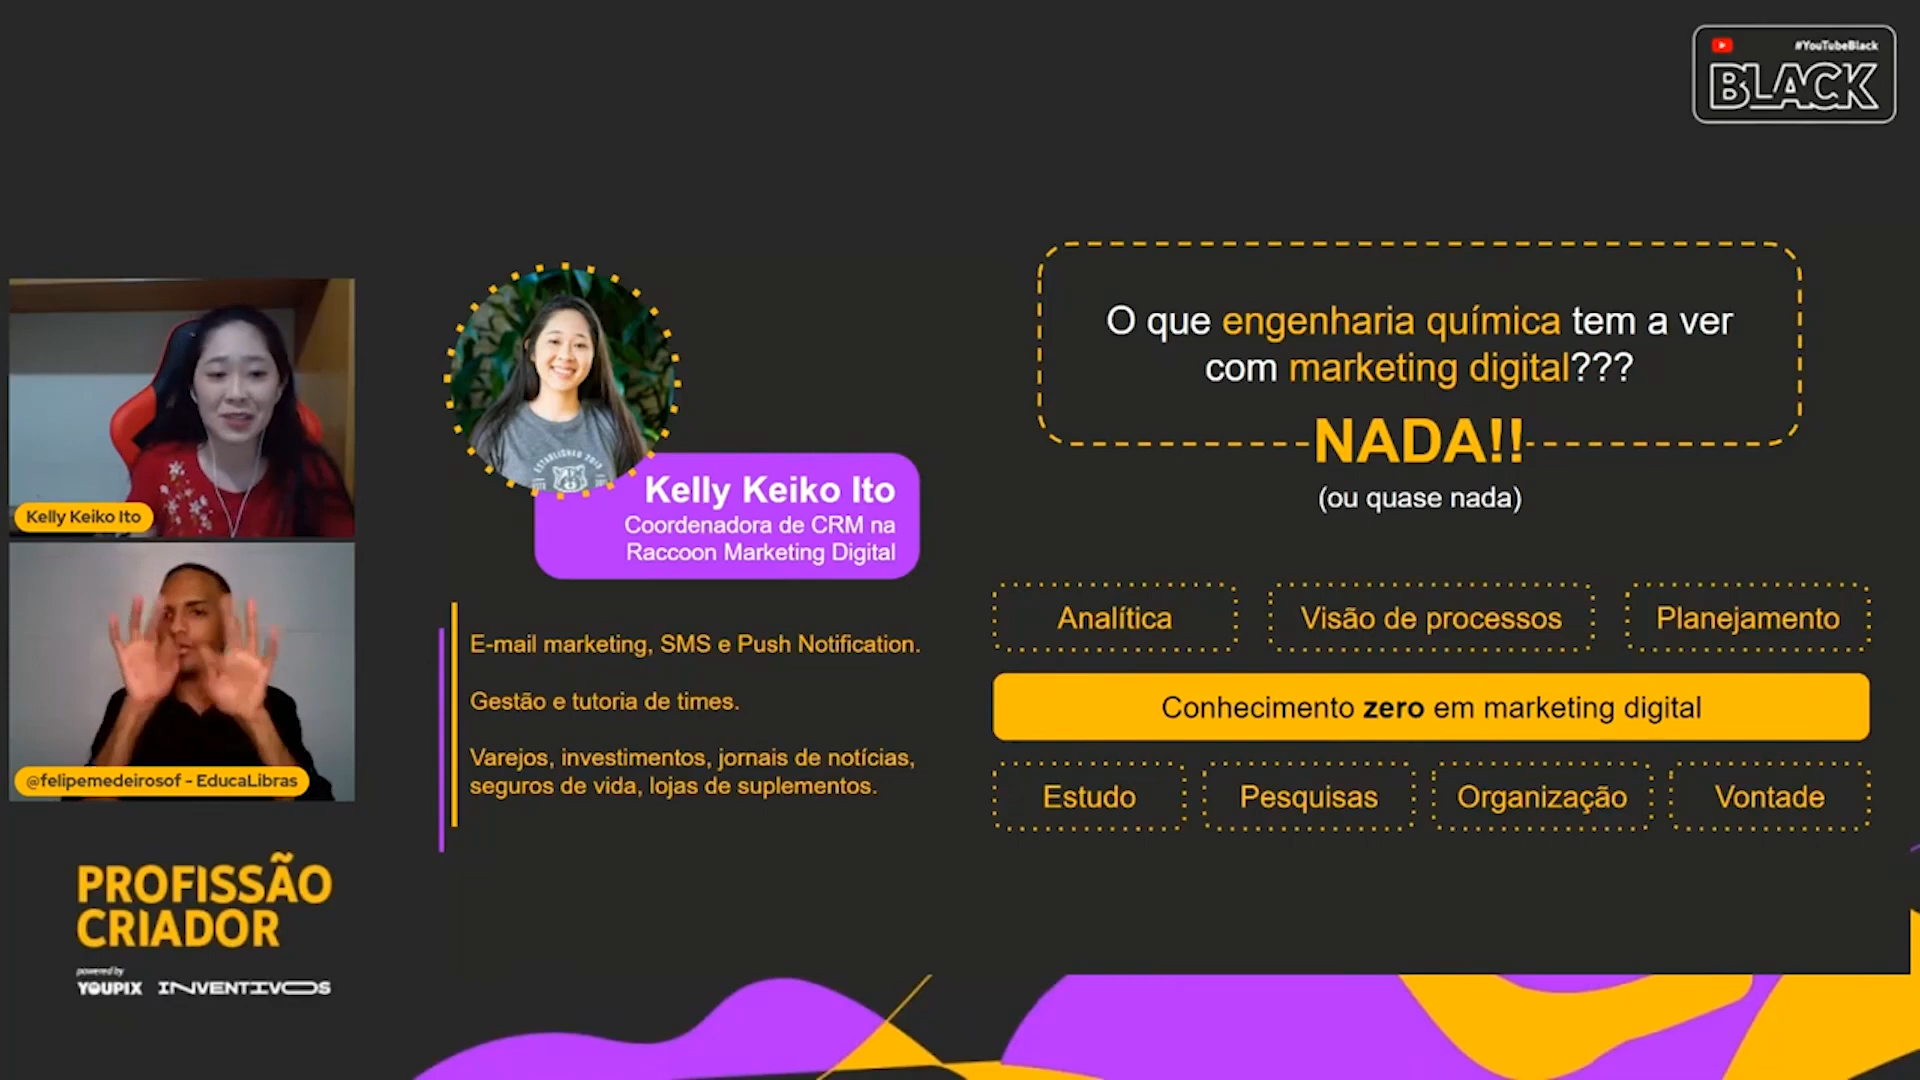 #YouTubeBlack
BLACK
Kelly Keiko Ito
@felipemedeirosof - EducaLibras
PROFISSÃO
CRIADOR
powered by
YOUPIX INVENTIVOS
ESTABLISHED 2013
Kelly Keiko Ito
Coordenadora de CRM na
Raccoon Marketing Digital
E-mail marketing, SMS e Push Notification.
Gestão e tutoria de times.
Varejos, investimentos, jornais de notícias,
seguros de vida, lojas de suplementos.
O que engenharia química tem a ver
com marketing digital???
NADA!!
(ou quase nada)
Analítica
Visão de processos
Planejamento
Conhecimento zero em marketing digital
Estudo
Pesquisas
Organização
Vontade